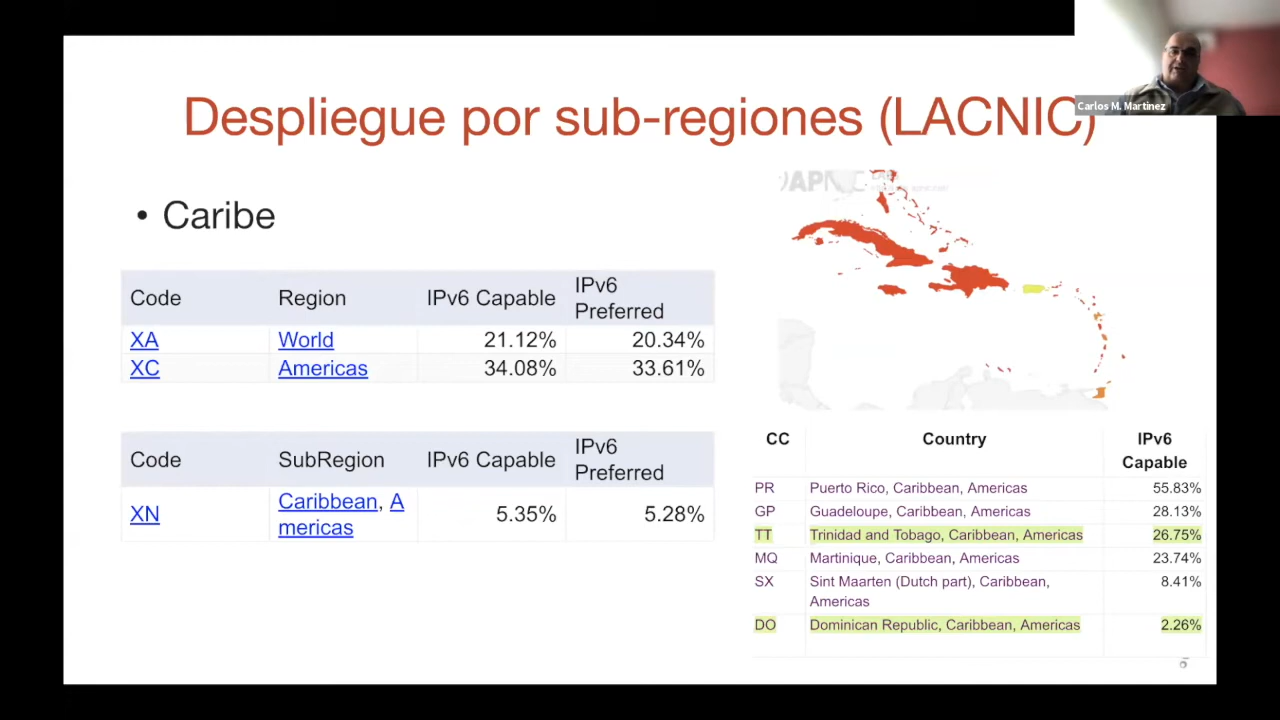 Carlos M. Martinez
Despliegue por sub-regiones (LACNIC)
• Caribe
Code Region IPv6 Capable IPv6 Preferred
XA World 21.12% 20.34%
XC Americas 34.08% 33.61%
Code SubRegion IPv6 Capable IPv6 Preferred
XN Caribbean, A
mericas 5.35% 5.28%
APNIC
CC Country IPv6
Capable
PR Puerto Rico, Caribbean, Americas 55.83%
GP Guadeloupe, Caribbean, Americas 28.13%
TT Trinidad and Tobago, Caribbean, Americas 26.75%
MQ Martinique, Caribbean, Americas 23.74%
SX Sint Maarten (Dutch part), Caribbean, 8.41%
Americas
DO Dominican Republic, Caribbean, Americas 2.26%
6